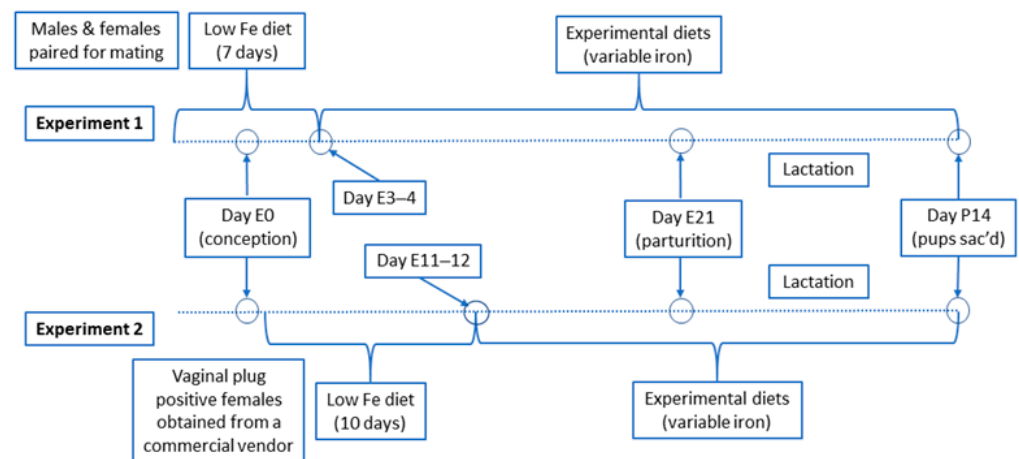 Males & females
paired for mating
Low Fe diet
(7 days)
Experimental diets
(variable iron)
Experiment 1
Lactation
Day E3–4
Day E0
(conception)
Day E21
(parturition)
Day P14
(pups sac'd)
Day E11–12
Lactation
Experiment 2
Vaginal plug
positive females
obtained from a
commercial vendor
Low Fe diet
(10 days)
Experimental diets
(variable iron)